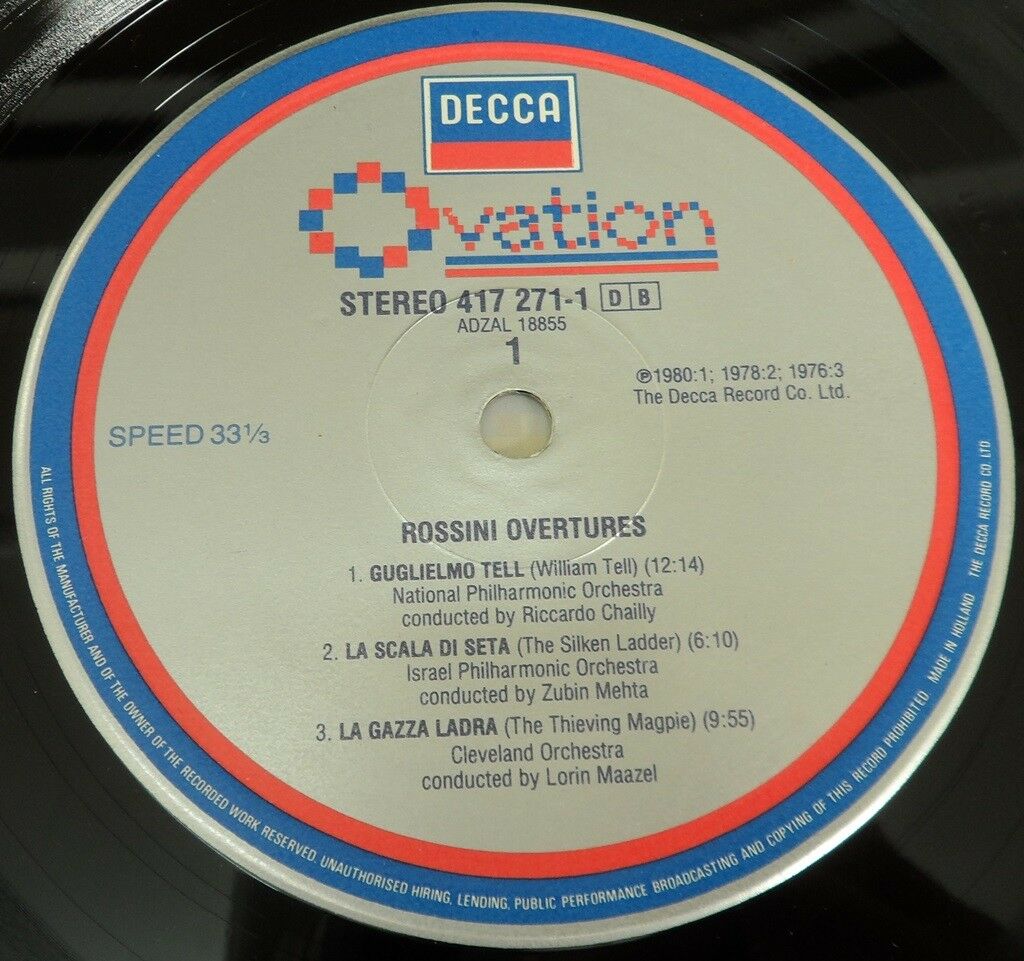 DECCA
Ovation
STEREO 417 271-1 D B
ADZAL 18855
1
℗1980:1; 1978:2; 1976:3
The Decca Record Co. Ltd.
SPEED 33⅓
ROSSINI OVERTURES
1. GUGLIELMO TELL (William Tell) (12:14)
National Philharmonic Orchestra
conducted by Riccardo Chailly
2. LA SCALA DI SETA (The Silken Ladder) (6:10)
Israel Philharmonic Orchestra
conducted by Zubin Mehta
3. LA GAZZA LADRA (The Thieving Magpie) (9:55)
Cleveland Orchestra
conducted by Lorin Maazel
ALL RIGHTS OF THE MANUFACTURER AND OF THE OWNER OF THE RECORDED WORK RESERVED. UNAUTHORISED HIRING, LENDING, PUBLIC PERFORMANCE BROADCASTING AND COPYING OF THIS RECORD PROHIBITED. MADE IN HOLLAND THE DECCA RECORD CO. LTD.